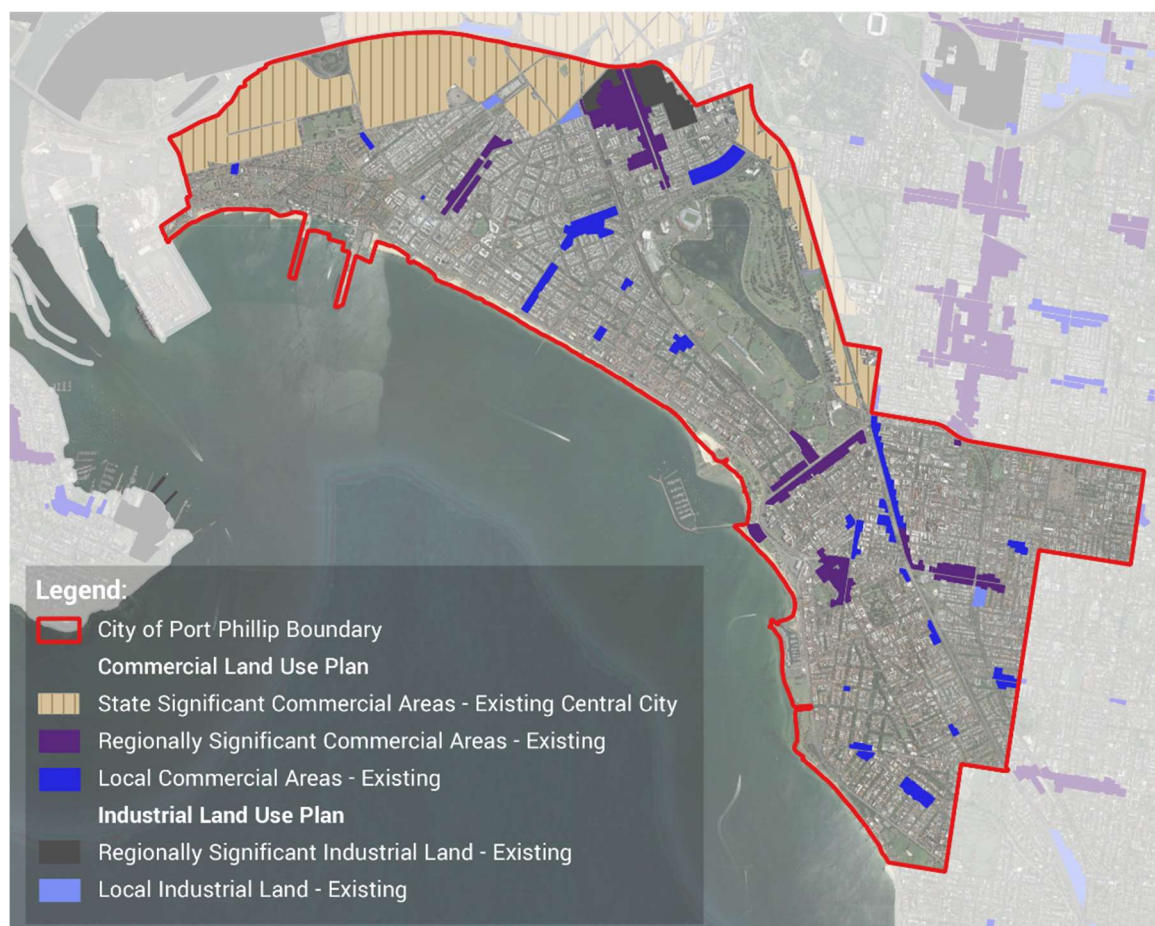 Legend:
City of Port Phillip Boundary
Commercial Land Use Plan
State Significant Commercial Areas - Existing Central City
Regionally Significant Commercial Areas - Existing
Local Commercial Areas - Existing
Industrial Land Use Plan
Regionally Significant Industrial Land - Existing
Local Industrial Land - Existing